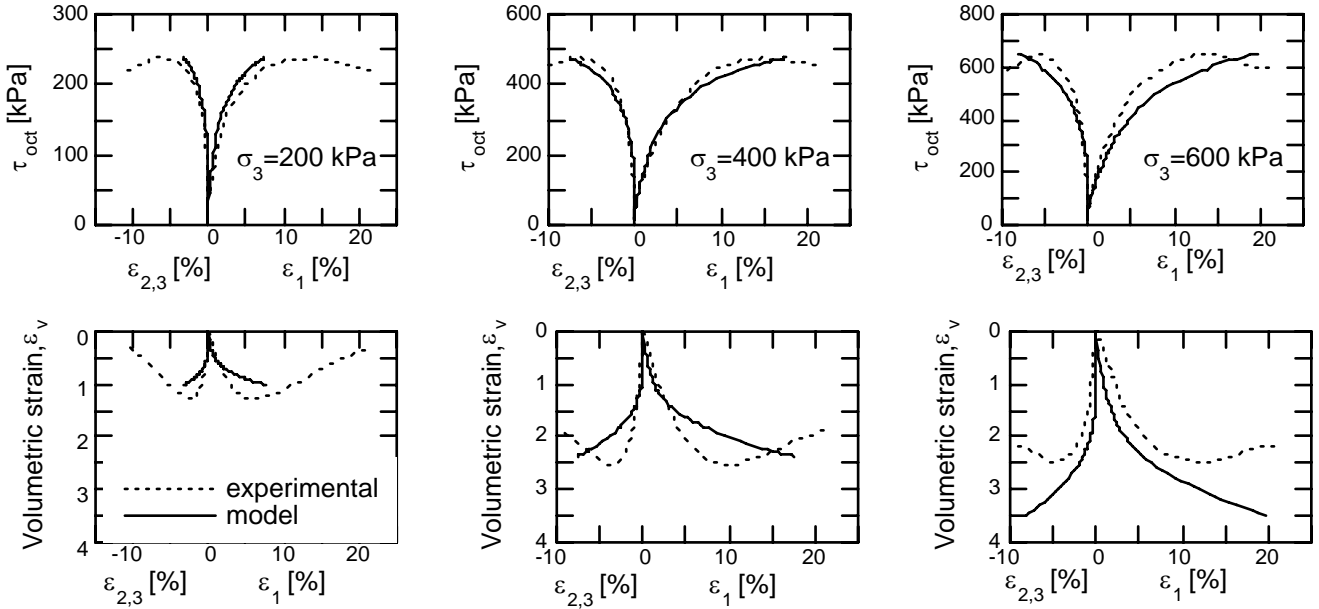 300
200
100
0
τoct [kPa]
σ3=200 kPa
-10 0 10 20
ε2,3 [%] ε1 [%]
600
400
200
0
τoct [kPa]
σ3=400 kPa
-10 0 10 20
ε2,3 [%] ε1 [%]
800
600
400
200
0
τoct [kPa]
σ3=600 kPa
-10 0 10 20
ε2,3 [%] ε1 [%]
0
1
2
3
4
Volumetric strain,εv
experimental
model
-10 0 10 20
ε2,3 [%] ε1 [%]
0
1
2
3
4
Volumetric strain,εv
-10 0 10 20
ε2,3 [%] ε1 [%]
0
1
2
3
4
Volumetric strain,εv
-10 0 10 20
ε2,3 [%] ε1 [%]